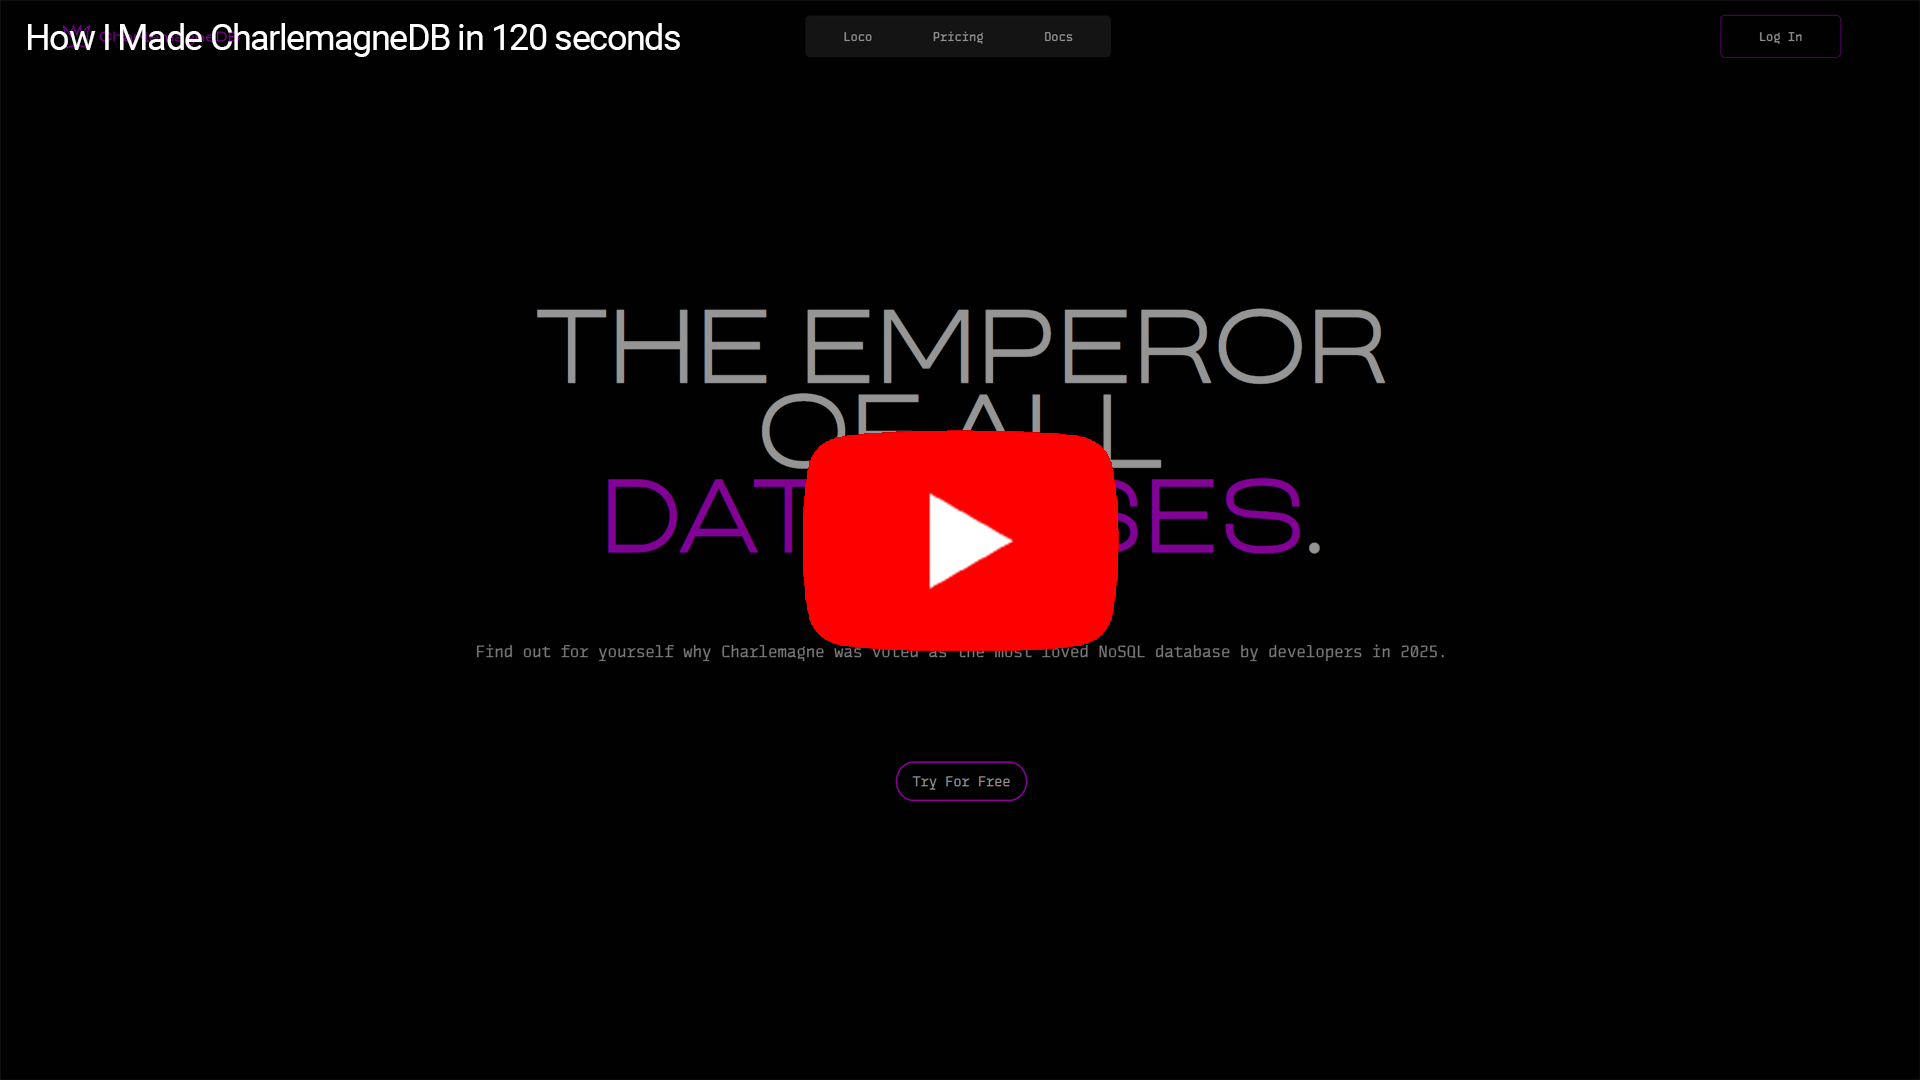 How I Made CharlemagneDB in 120 seconds
Loco
Pricing
Docs
Log In
THE EMPEROR
OF ALL
DAT SES.
Find out for yourself why Charlemagne was voted as the most loved NoSQL database by developers in 2025.
Try For Free